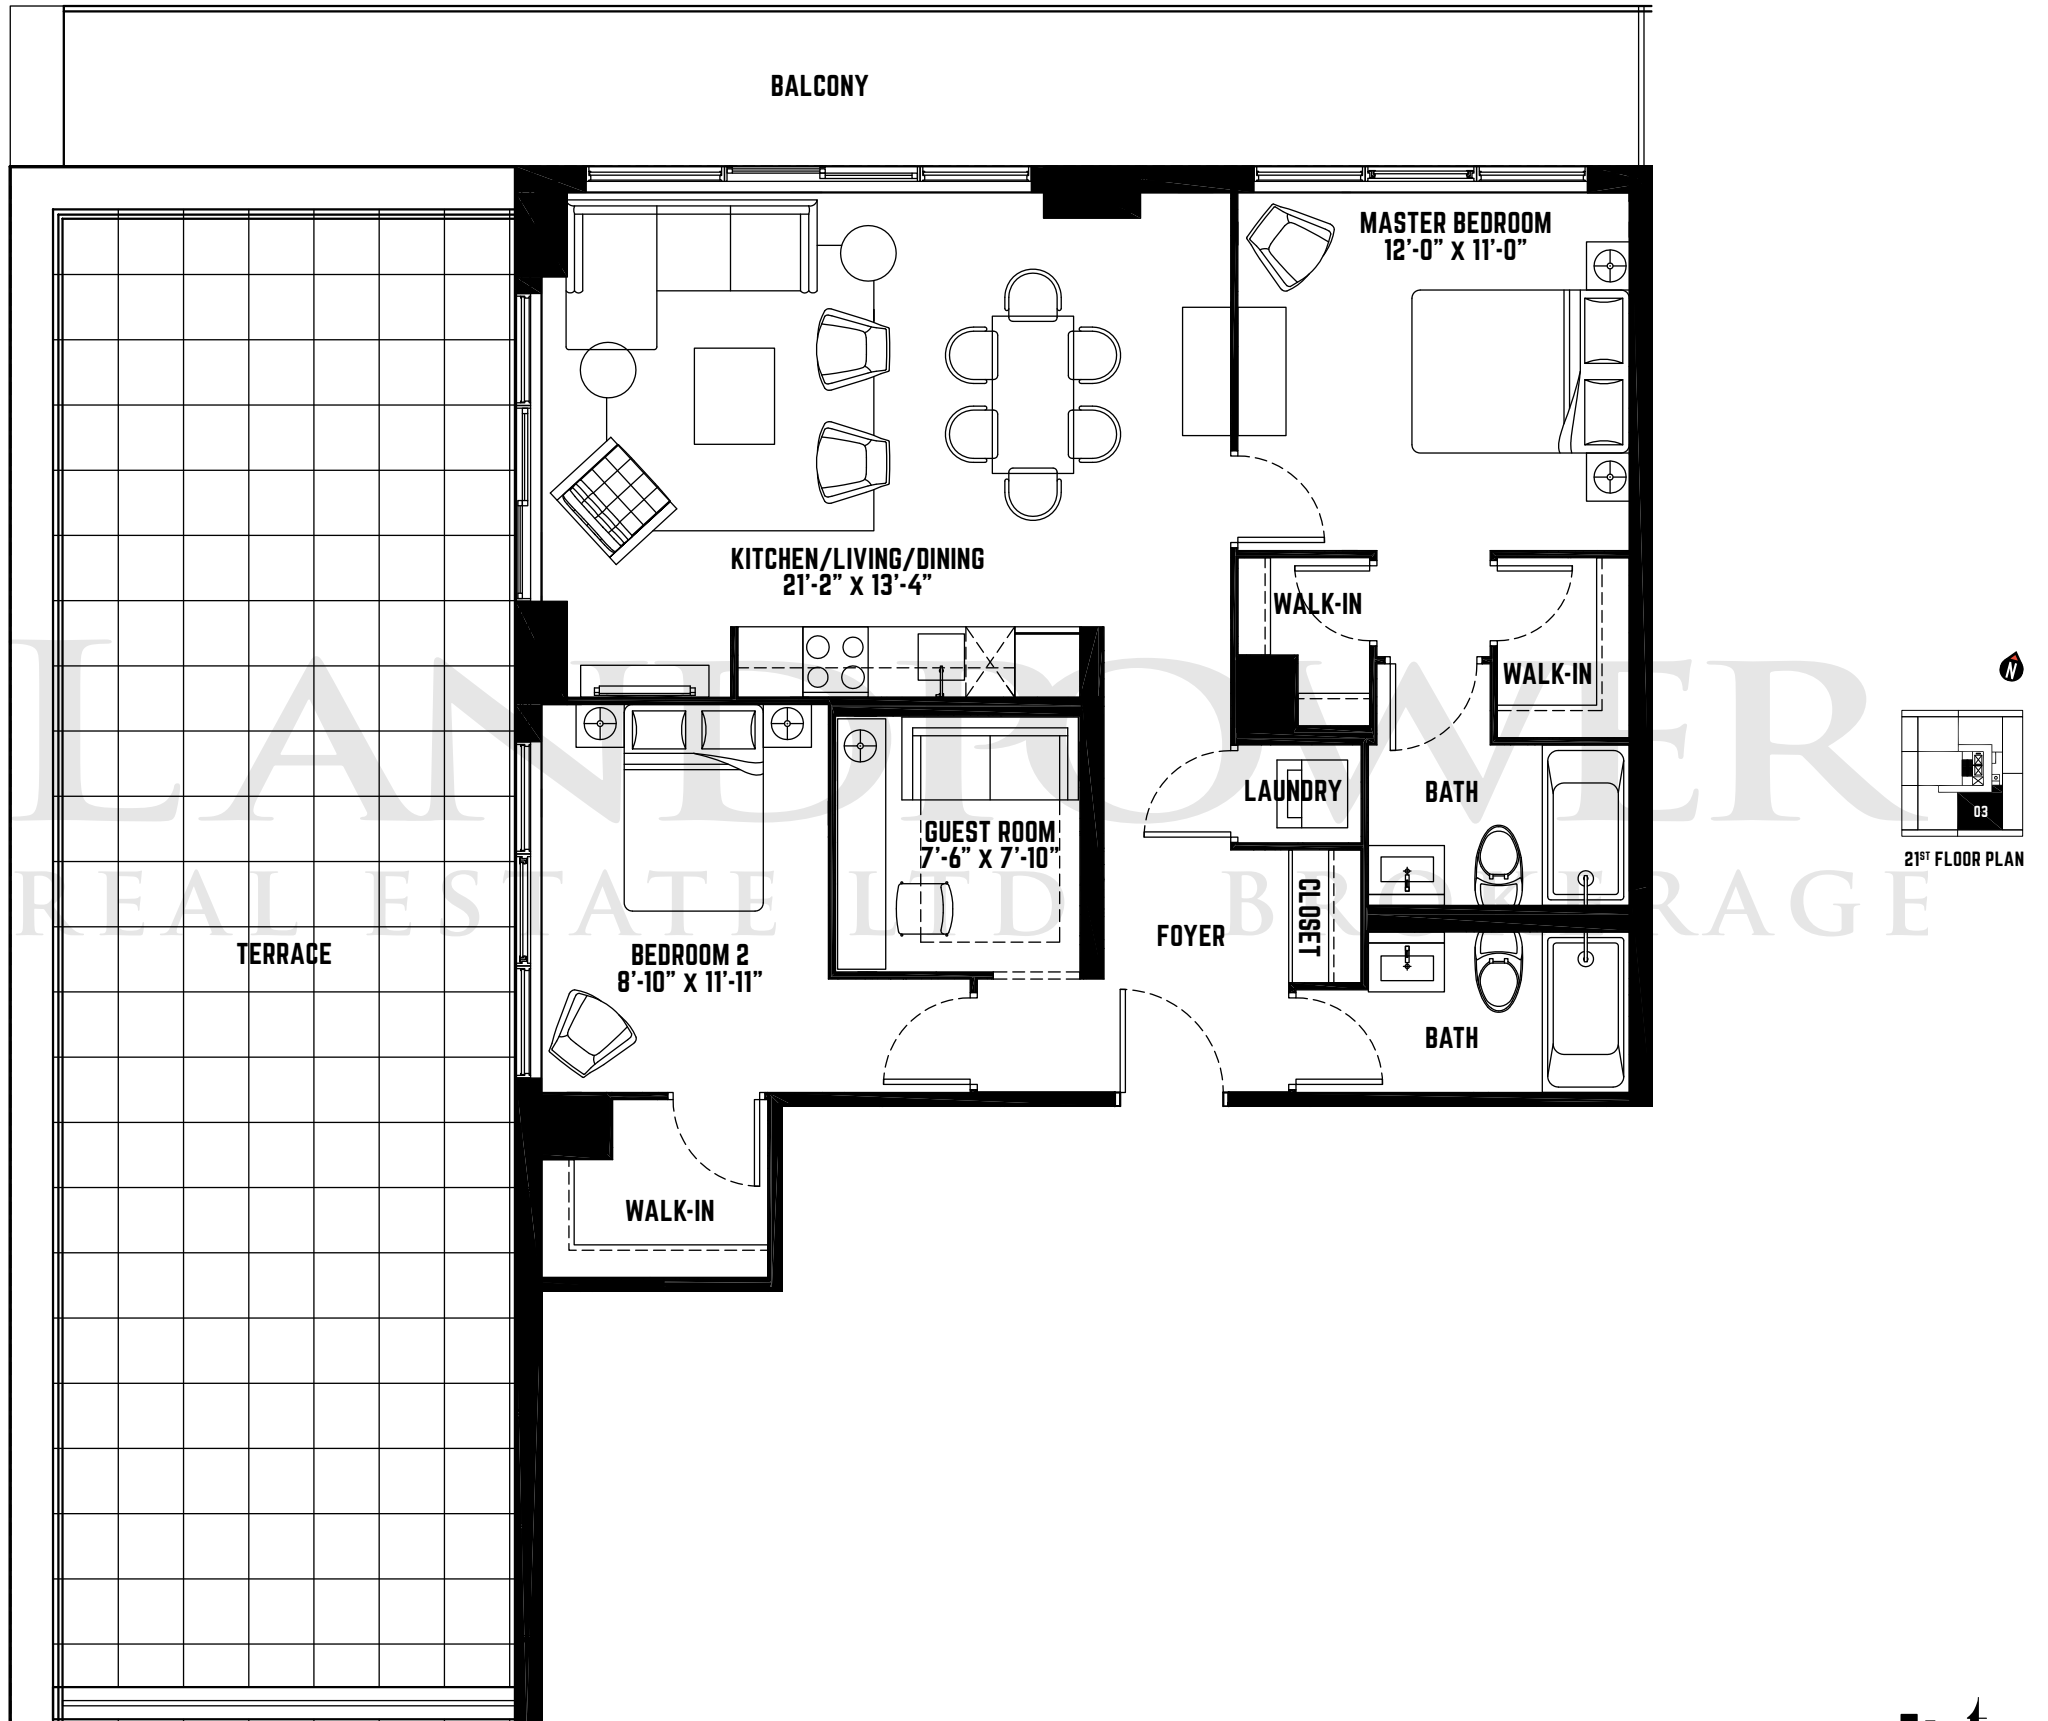 BALCONY
MASTER BEDROOM
12'-0" X 11'-0"
KITCHEN/LIVING/DINING
21'-2" X 13'-4"
WALK-IN
WALK-IN
LANDPOWER
REAL ESTATE LTD BROKERAGE
LAUNDRY
BATH
GUEST ROOM
7'-6" X 7'-10"
CLOSET
FOYER
TERRACE
BEDROOM 2
8'-10" X 11'-11"
BATH
WALK-IN
N
03
21ST FLOOR PLAN